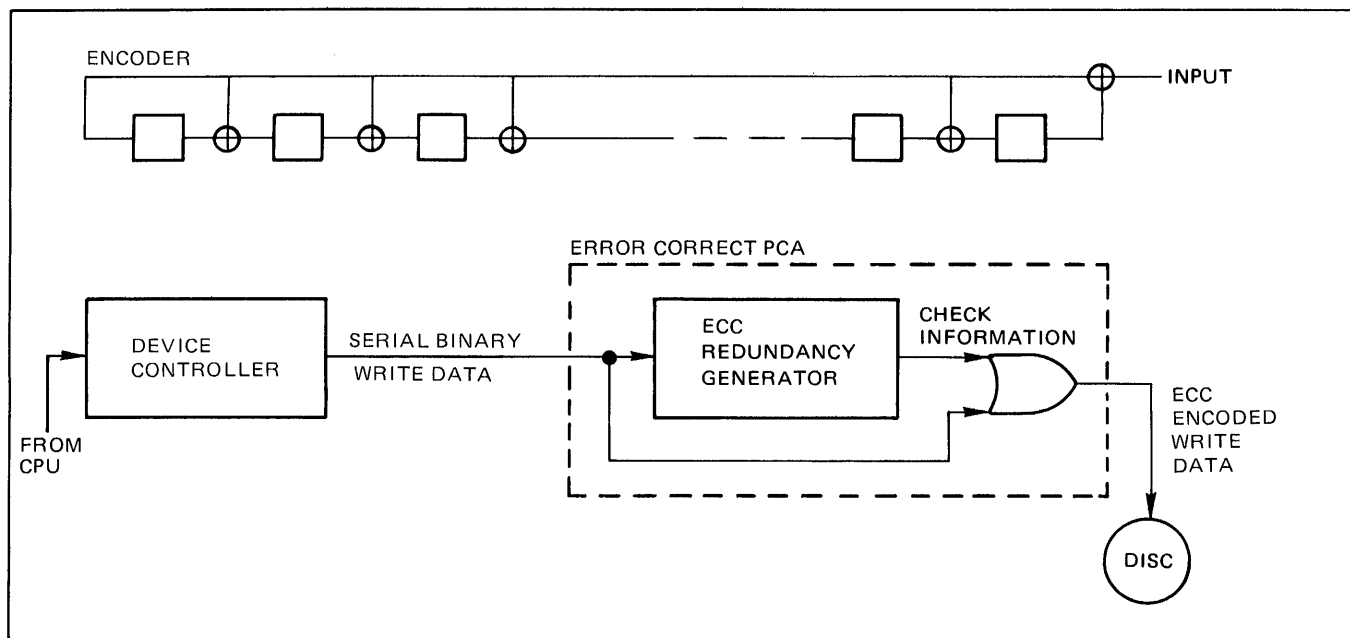 ENCODER
INPUT
ERROR CORRECT PCA
DEVICE
CONTROLLER
SERIAL BINARY
WRITE DATA
ECC
REDUNDANCY
GENERATOR
CHECK
INFORMATION
FROM
CPU
ECC
ENCODED
WRITE
DATA
DISC